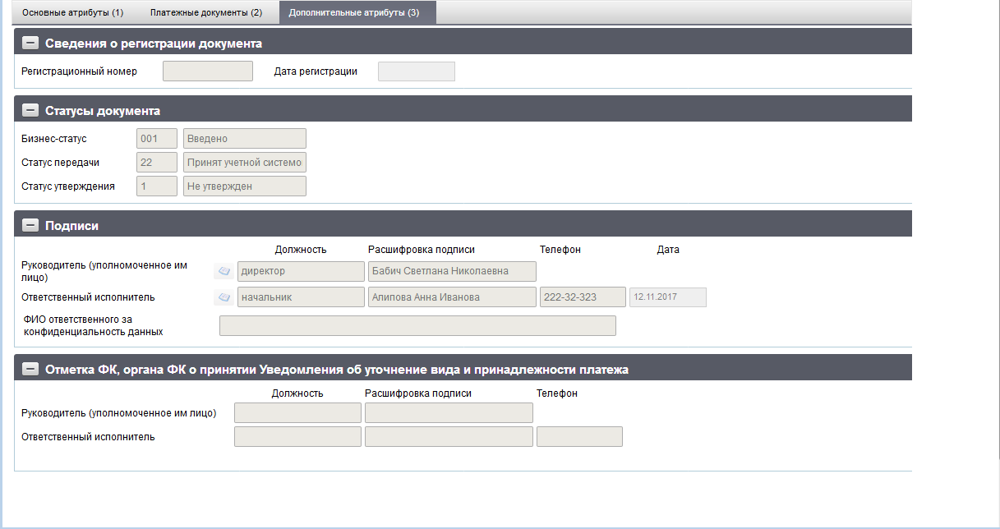 Основные атрибуты (1) Платежные документы (2) Дополнительные атрибуты (3)
Сведения о регистрации документа
Регистрационный номер Дата регистрации
Статусы документа
Бизнес-статус 001 Введено
Статус передачи 22 Принят учетной системо
Статус утверждения 1 Не утвержден
Подписи
Должность Расшифровка подписи Телефон Дата
Руководитель (уполномоченное им
лицо) директор Бабич Светлана Николаевна
Ответственный исполнитель начальник Алипова Анна Иванова 222-32-323 12.11.2017
ФИО ответственного за
конфиденциальность данных
Отметка ФК, органа ФК о принятии Уведомления об уточнение вида и принадлежности платежа
Должность Расшифровка подписи Телефон
Руководитель (уполномоченное им лицо)
Ответственный исполнитель